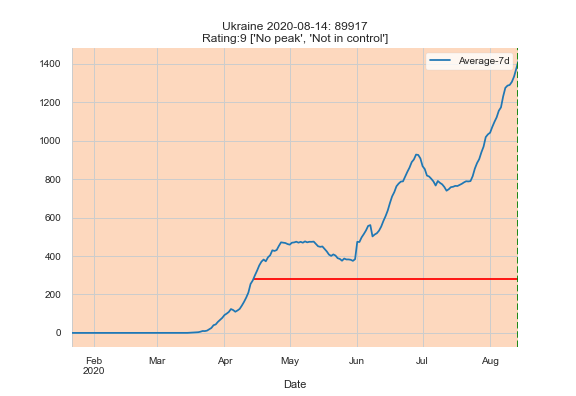 Ukraine 2020-08-14: 89917
Rating:9 ['No peak', 'Not in control']
Average-7d
1400
1200
1000
800
600
400
200
0
Feb
2020
Mar
Apr
May
Jun
Jul
Aug
Date